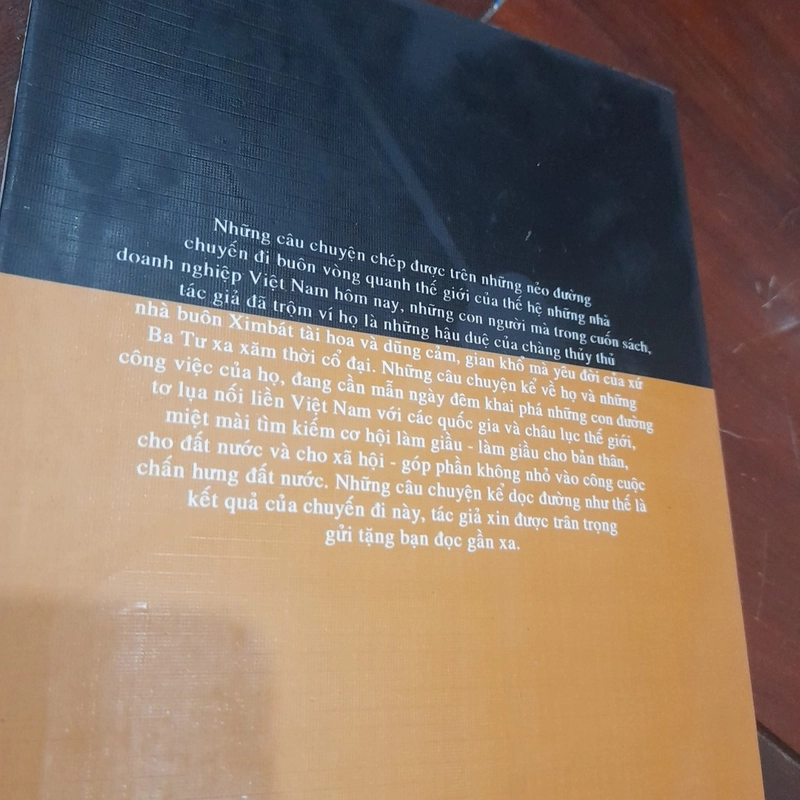 Những câu chuyện chép được trên những nẻo đường
chuyến đi buôn vòng quanh thế giới của thế hệ những nhà
doanh nghiệp Việt Nam hôm nay, những con người mà trong cuốn sách,
tác giả đã trộm ví họ là những hậu duệ của chàng thủy thủ
nhà buôn Ximbát tài hoa và dũng cảm, gian khổ mà yêu đời của xứ
Ba Tư xa xăm thời cổ đại. Những câu chuyện kể về họ và những
công việc của họ, đang cần mẫn ngày đêm khai phá những con đường
tơ lụa nối liền Việt Nam với các quốc gia và châu lục thế giới,
miệt mài tìm kiếm cơ hội làm giầu - làm giầu cho bản thân,
cho đất nước và cho xã hội - góp phần không nhỏ vào công cuộc
chấn hưng đất nước. Những câu chuyện kể dọc đường như thế là
kết quả của chuyến đi này, tác giả xin được trân trọng
gửi tặng bạn đọc gần xa.